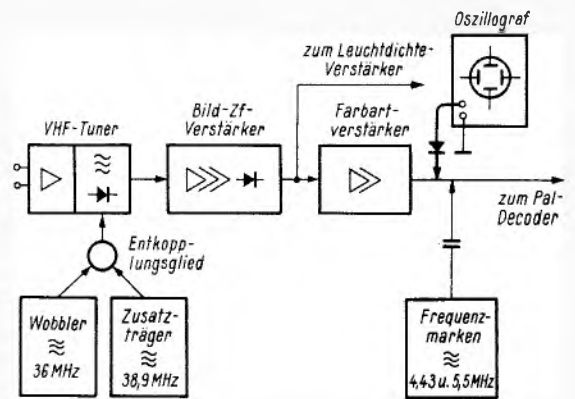 Oszillograf
zum Leuchtdichte-
Verstärker
VHF-Tuner
Bild-Zf-
Verstärker
Farbart-
verstärker
zum Pal-
Decoder
Entkopp-
lungsglied
Wobbler
36 MHz
Zusatz-
träger
38,9 MHz
Frequenz-
marken
4,43 u. 5,5 MHz